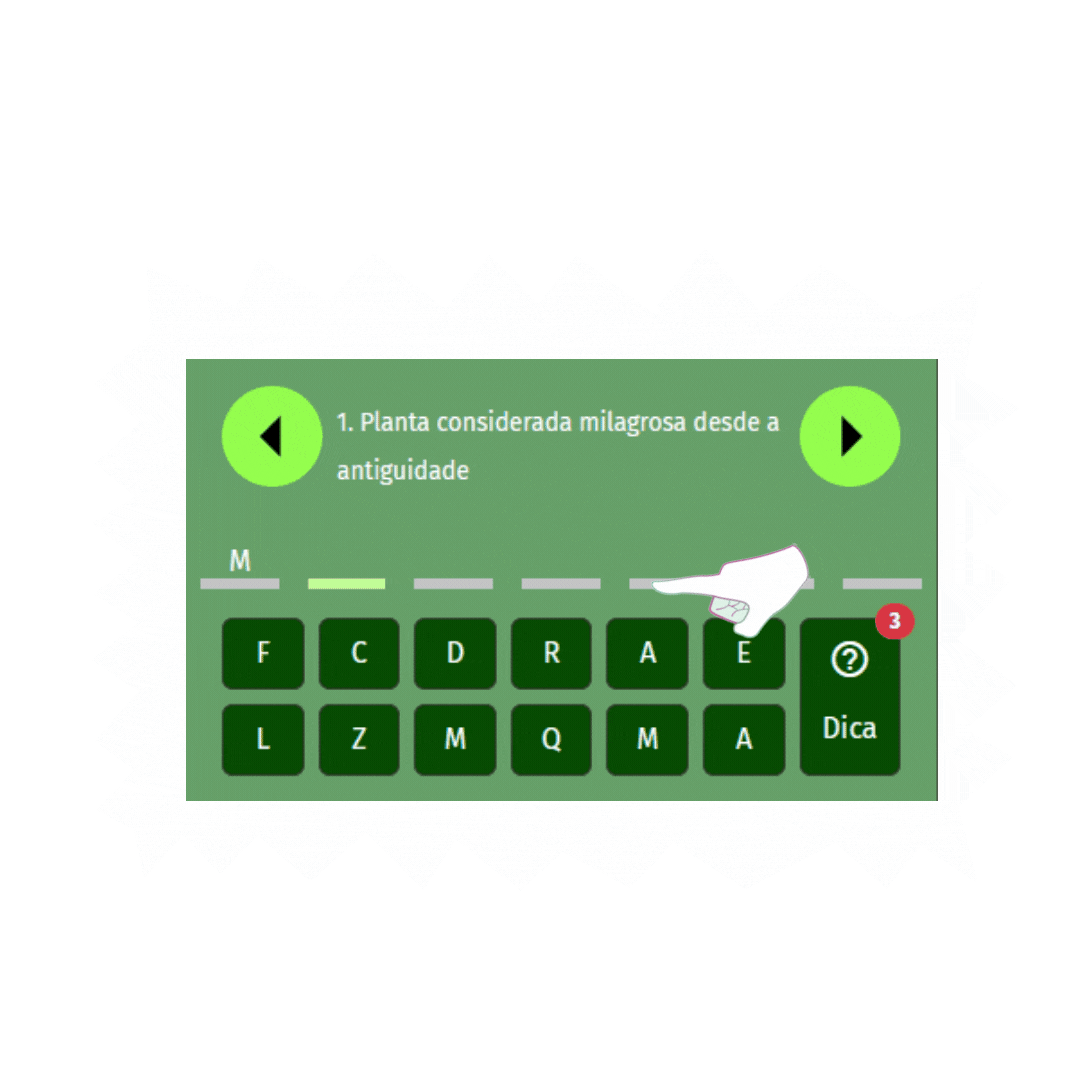 1. Planta considerada milagrosa desde a
antiguidade
M
3
F C D R A E
L Z M Q M A
Dica